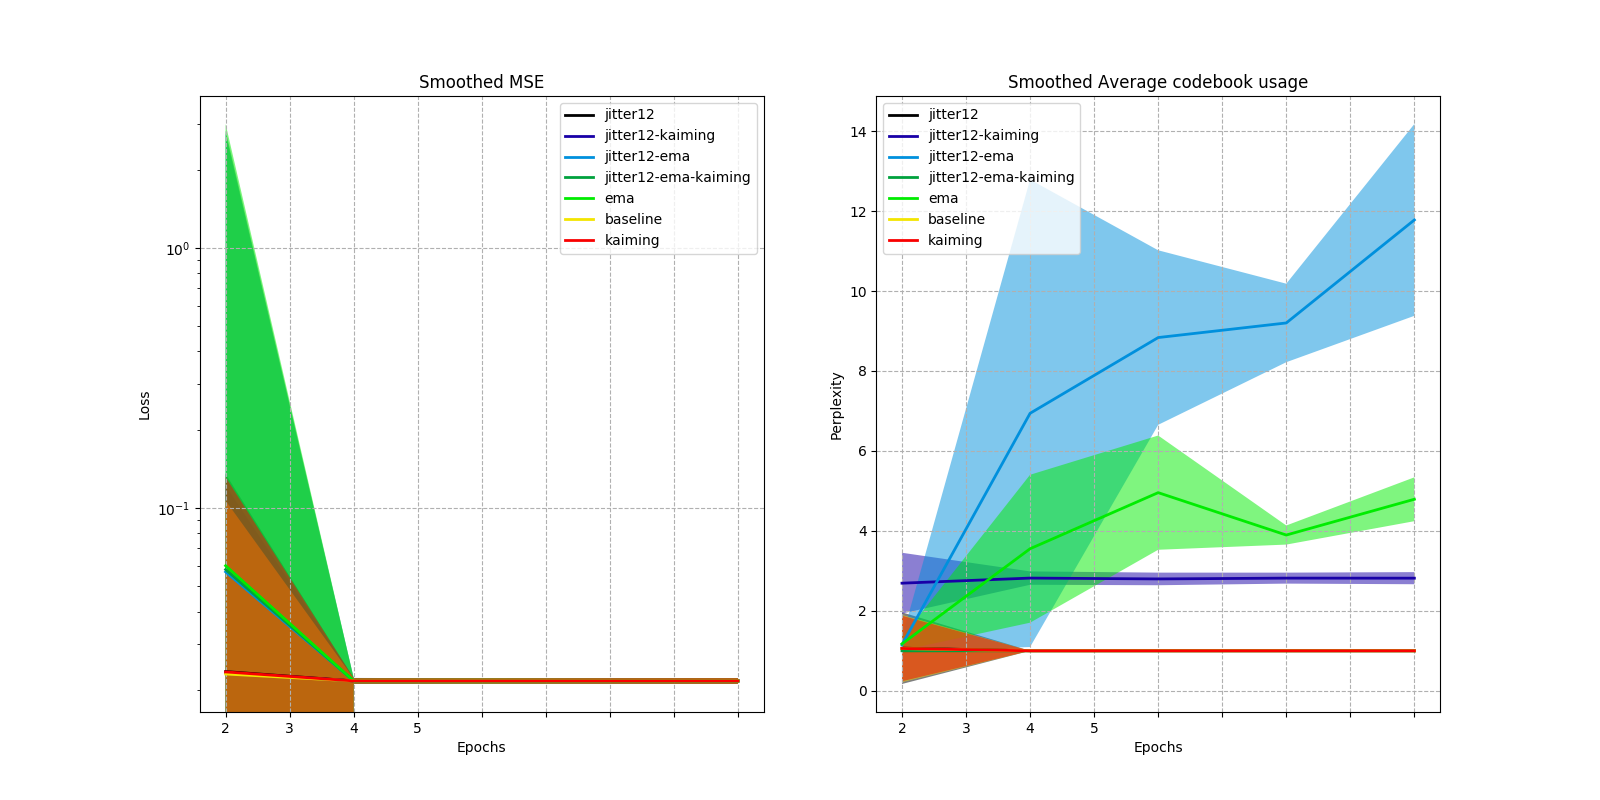 Smoothed MSE
jitter12
jitter12-kaiming
jitter12-ema
jitter12-ema-kaiming
ema
baseline
kaiming
10⁰
10⁻¹
Loss
2 3 4 5
Epochs
Smoothed Average codebook usage
jitter12
jitter12-kaiming
jitter12-ema
jitter12-ema-kaiming
ema
baseline
kaiming
14
12
10
8
6
4
2
0
Perplexity
2 3 4 5
Epochs